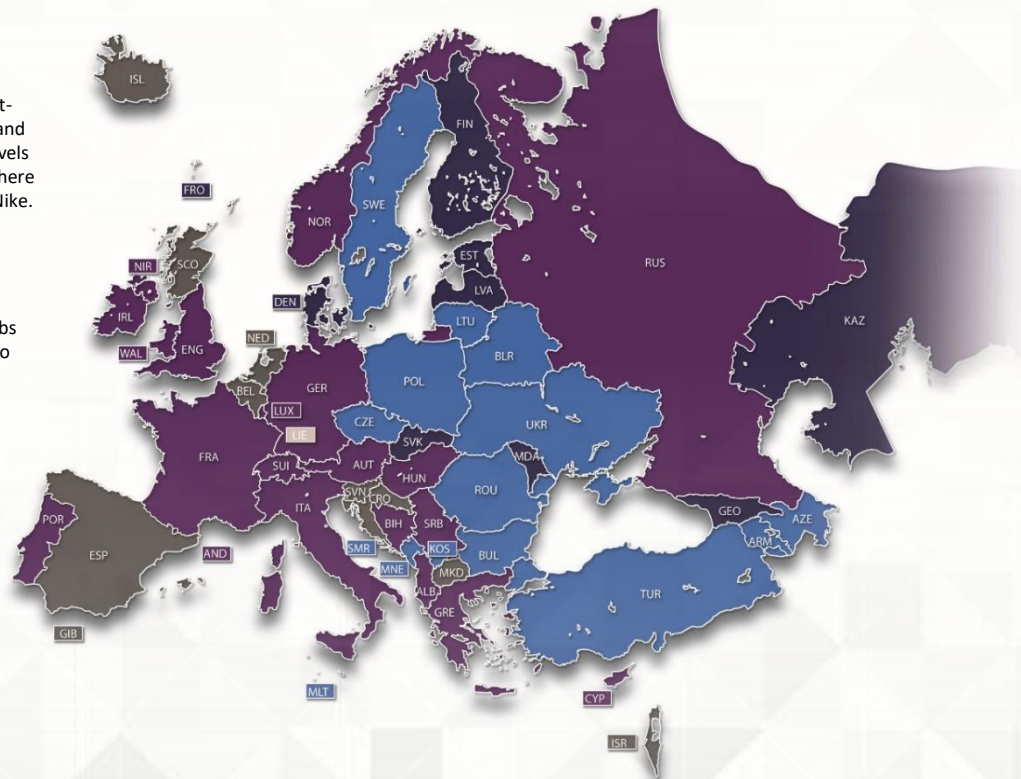 t-
and
vels
here
Nike.
bs
o
ISL
FIN
FRO
SWE
NOR
RUS
SCO
NIR
EST
LVA
DEN
IRL
KAZ
LTU
NED
WAL
ENG
BLR
BEL
GER
POL
LUX
CZE
UKR
LIE
SVK
FRA
MDA
SUI
AUT
HUN
SVN
CRO
ROU
ITA
GEO
POR
BIH
SRB
AZE
ARM
ESP
AND
SMR
KOS
BUL
MNE
MKD
ALB
TUR
GRE
GIB
MLT
CYP
ISR